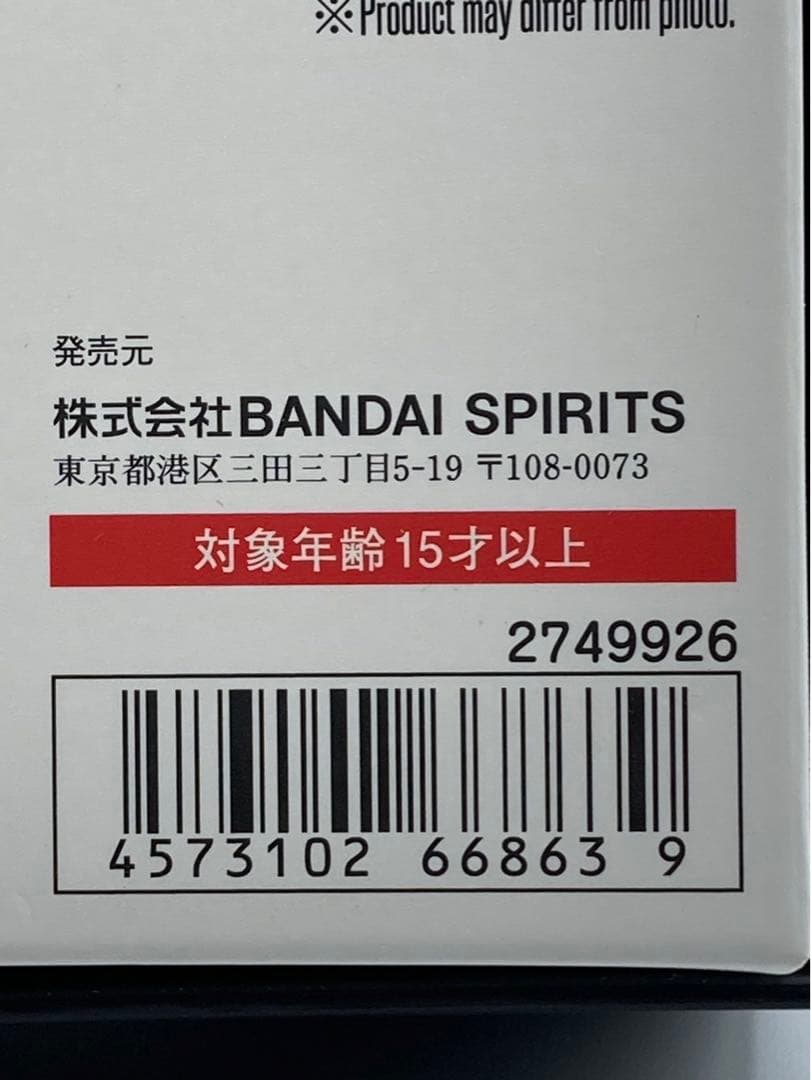 ※Product may differ from photo.
発売元
株式会社BANDAI SPIRITS
東京都港区三田三丁目5-19 〒108-0073
対象年齢15才以上
2749926
4573102 66863 9